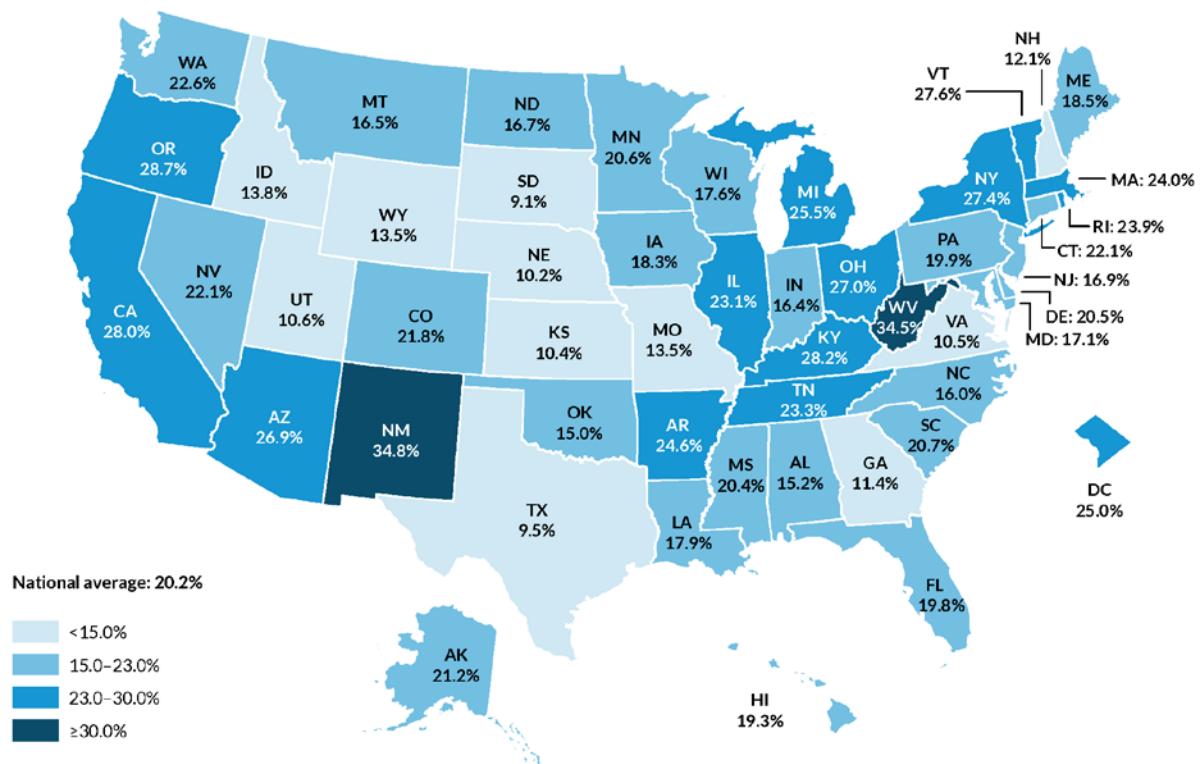 NH
12.1%
VT
27.6%
ME
18.5%
WA
22.6%
MT
16.5%
ND
16.7%
MN
20.6%
OR
28.7%
ID
13.8%
SD
9.1%
WI
17.6%
MI
25.5%
NY
27.4%
MA: 24.0%
WY
13.5%
RI: 23.9%
CT: 22.1%
IA
18.3%
PA
19.9%
NE
10.2%
NV
22.1%
OH
27.0%
NJ: 16.9%
IL
23.1%
IN
16.4%
UT
10.6%
CA
28.0%
CO
21.8%
WV
34.5%
DE: 20.5%
KS
10.4%
MO
13.5%
VA
10.5%
MD: 17.1%
KY
28.2%
NC
16.0%
TN
23.3%
AZ
26.9%
NM
34.8%
OK
15.0%
AR
24.6%
SC
20.7%
MS
20.4%
AL
15.2%
GA
11.4%
DC
25.0%
TX
9.5%
LA
17.9%
National average: 20.2%
FL
19.8%
<15.0%
15.0–23.0%
23.0–30.0%
≥30.0%
AK
21.2%
HI
19.3%